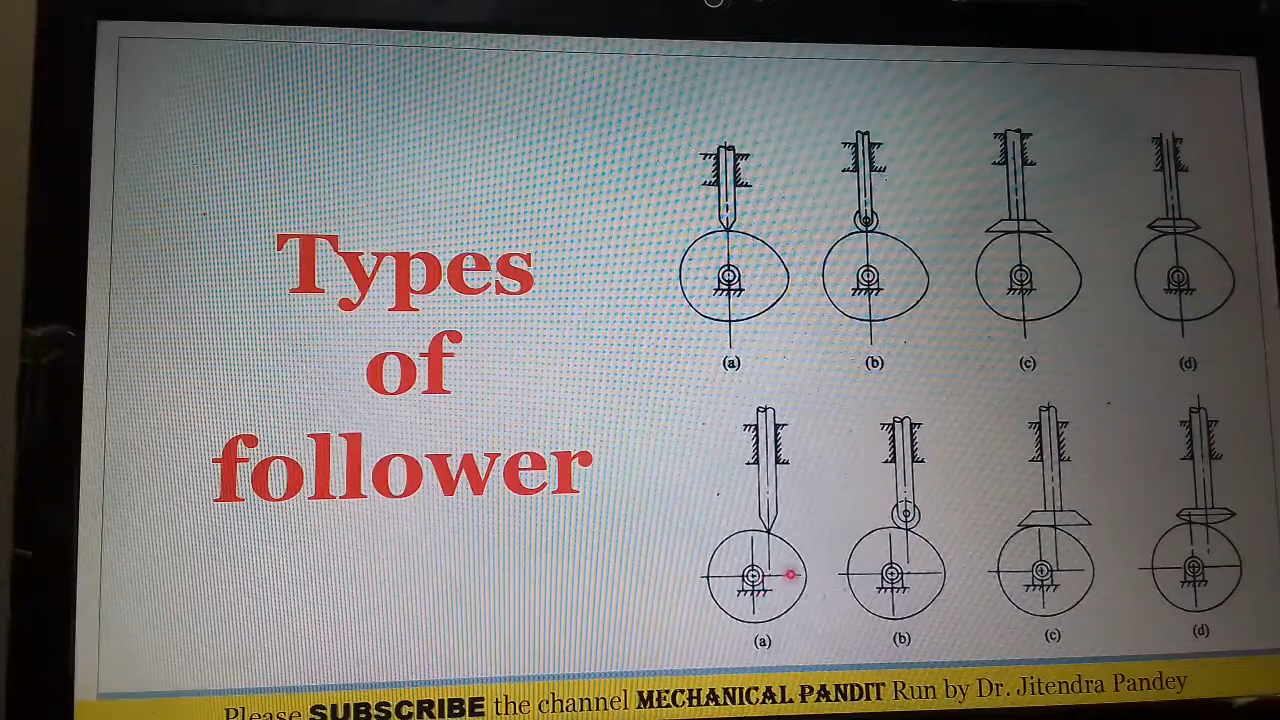 Types
of
follower
(a) (b) (c) (d)
(a) (b) (c) (d)
Please SUBSCRIBE the channel MECHANICAL PANDIT Run by Dr. Jitendra Pandey